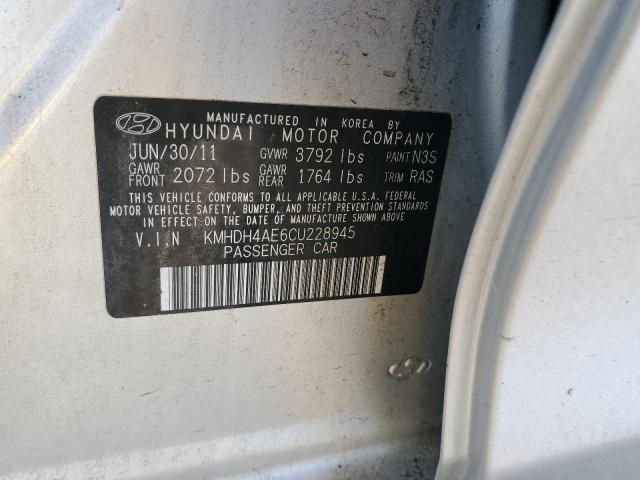 MANUFACTURED IN KOREA BY
HYUNDAI MOTOR COMPANY
JUN/30/11 GVWR 3792 lbs PAINT N3S
GAWR FRONT 2072 lbs GAWR REAR 1764 lbs TRIM RAS
THIS VEHICLE CONFORMS TO ALL APPLICABLE U.S.A. FEDERAL
MOTOR VEHICLE SAFETY, BUMPER, AND THEFT PREVENTION STANDARDS
IN EFFECT ON THE DATE OF MANUFACTURE SHOWN ABOVE.
V.I.N KMHDH4AE6CU228945
PASSENGER CAR